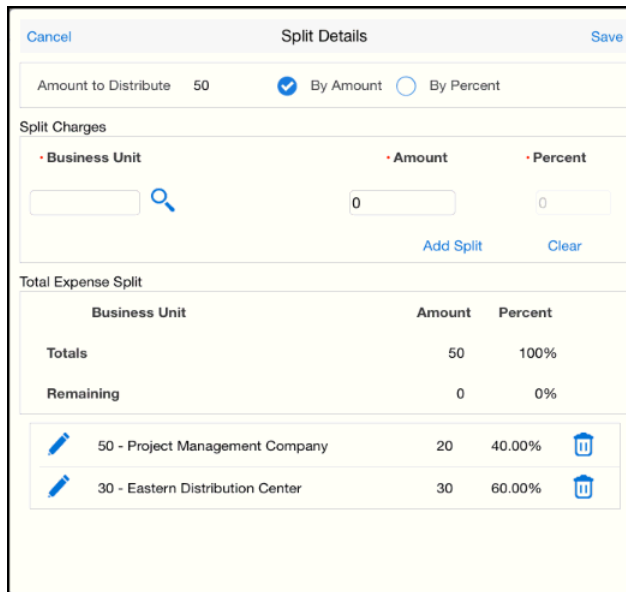 Cancel Split Details Save
Amount to Distribute 50 By Amount By Percent
Split Charges
• Business Unit • Amount • Percent
0 0
Add Split Clear
Total Expense Split
Business Unit Amount Percent
Totals 50 100%
Remaining 0 0%
50 - Project Management Company 20 40.00%
30 - Eastern Distribution Center 30 60.00%